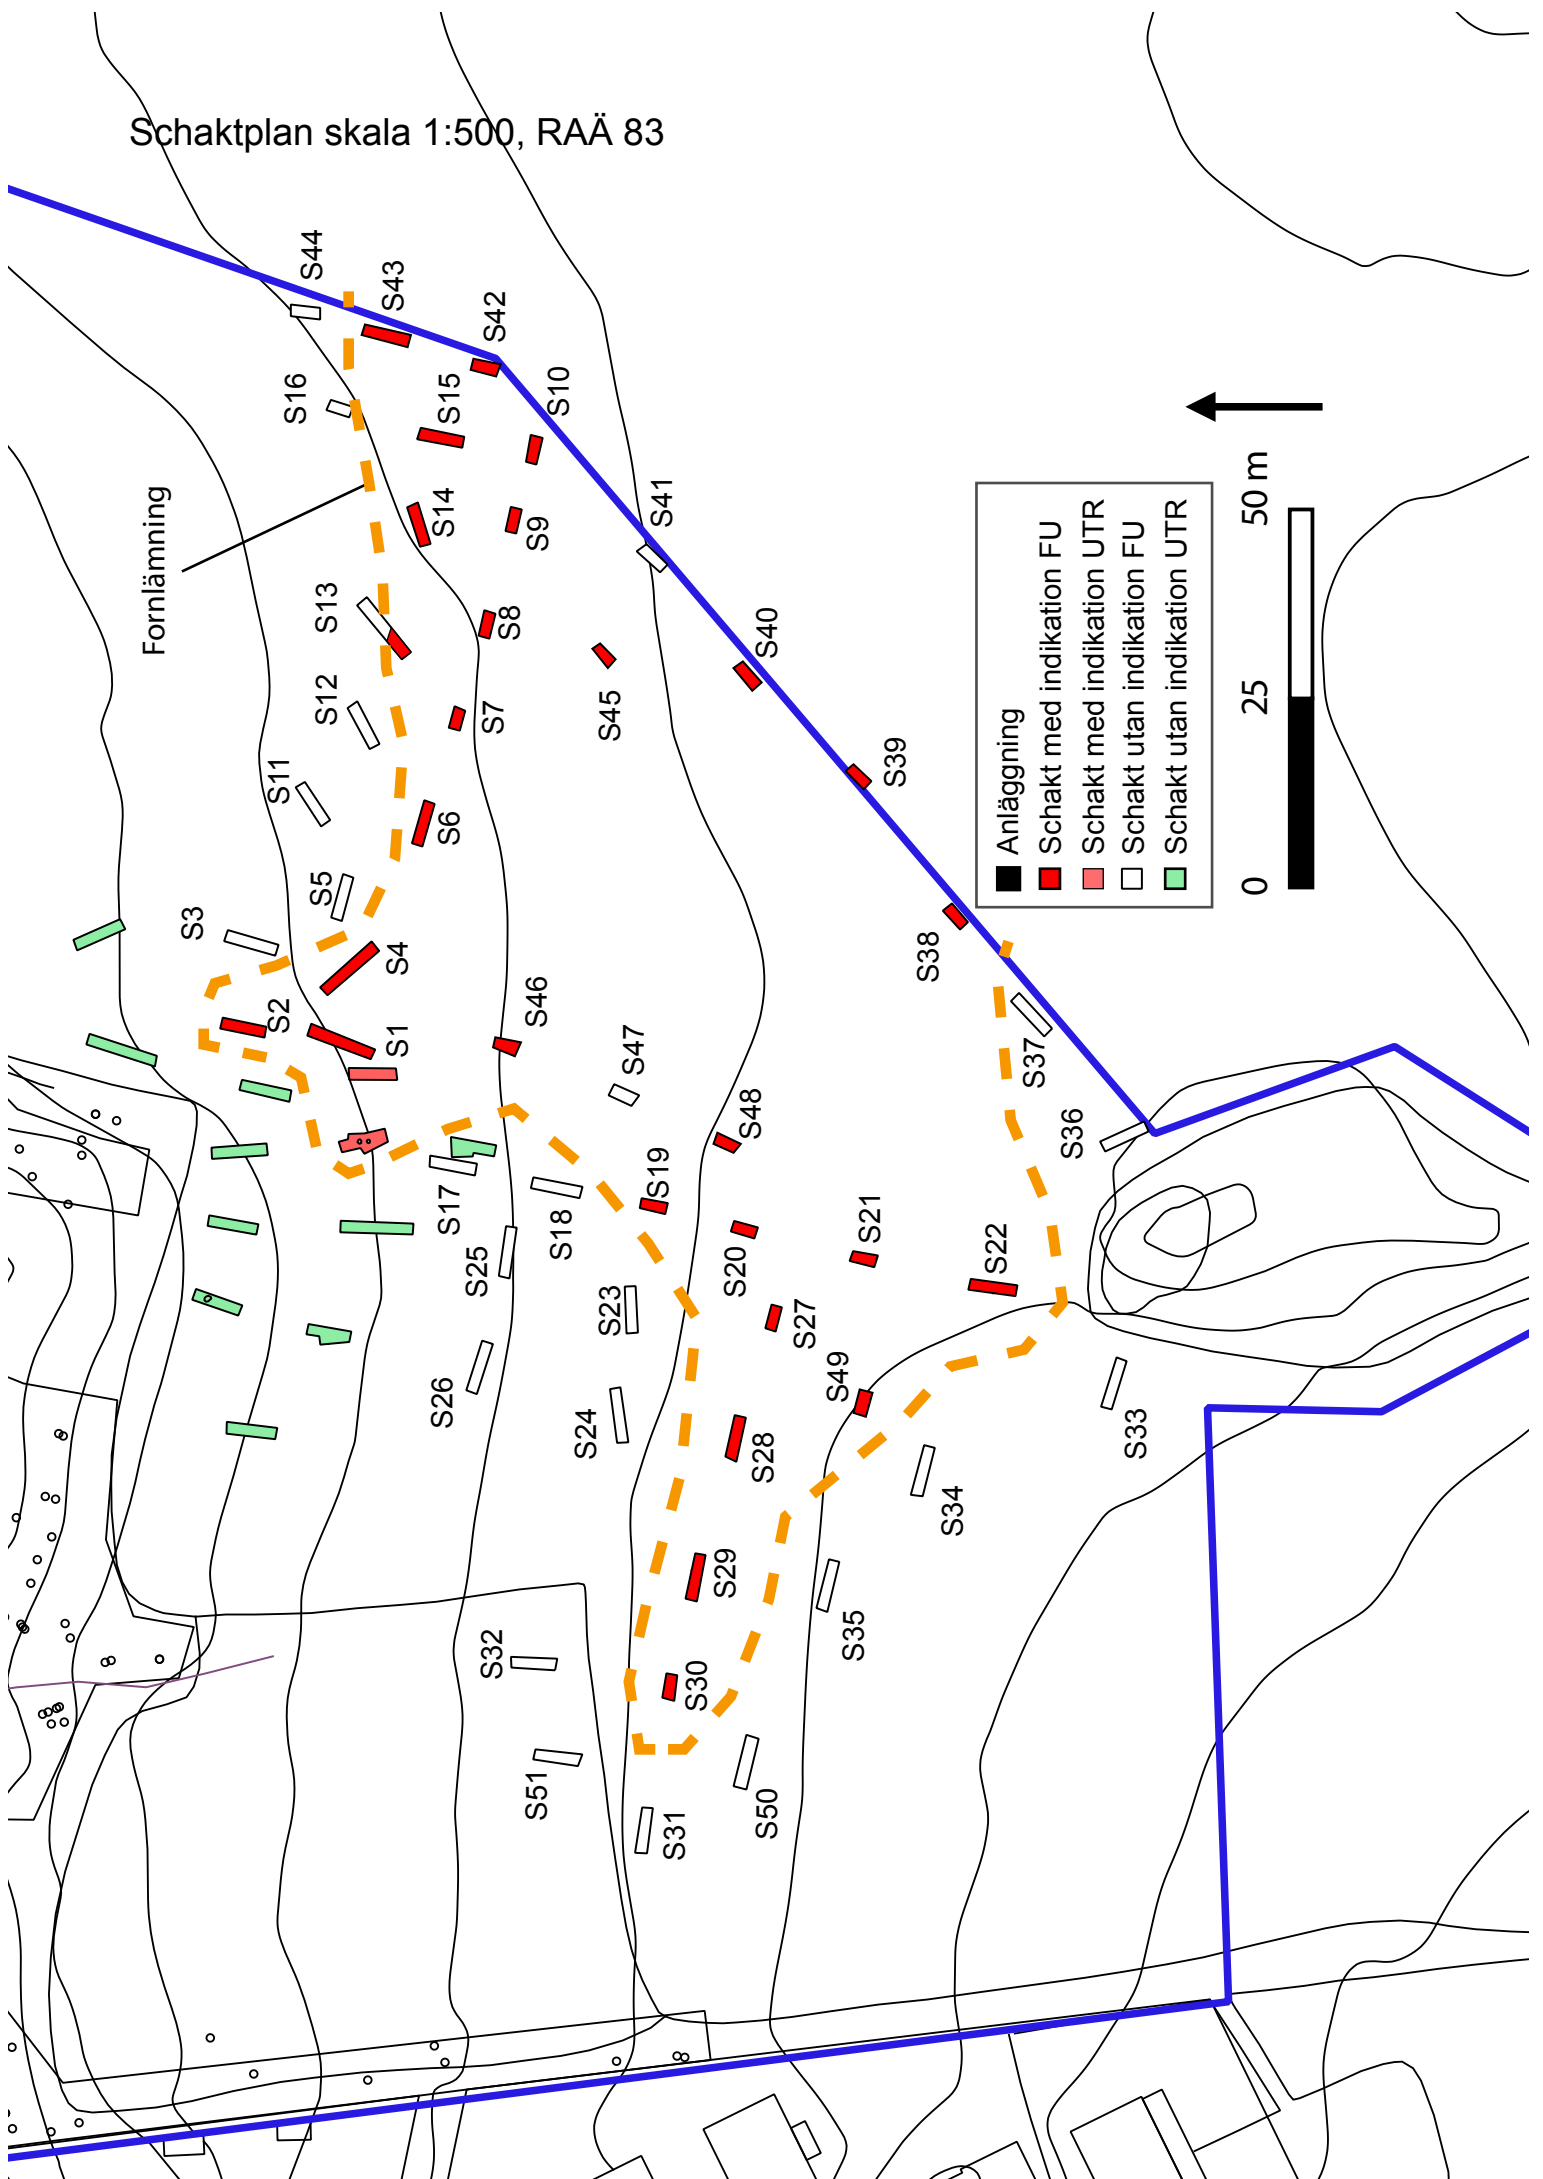 Schaktplan skala 1:500, RAÄ 83
Fornlämning
S44
S43
S42
S16
S15
S10
S14
S9
S41
S13
S8
S40
S12
S7
S45
S11
S6
S39
S5
S3
S4
S38
S2
S1
S46
S47
S37
S48
S36
S17
S18
S19
S25
S20
S21
S22
S23
S27
S26
S24
S49
S28
S33
S34
S29
S35
S32
S30
S51
S31
S50
Anläggning
Schakt med indikation FU
Schakt med indikation UTR
Schakt utan indikation FU
Schakt utan indikation UTR
0 25 50 m